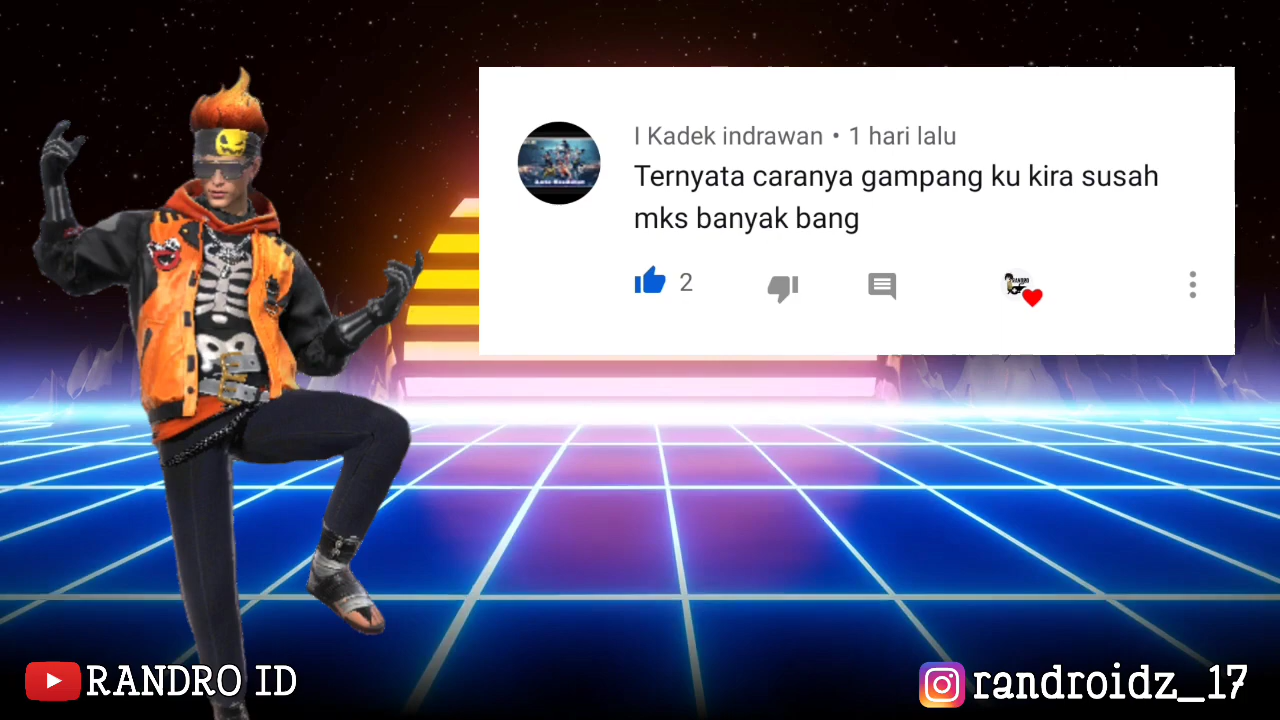 I Kadek indrawan • 1 hari lalu
Ternyata caranya gampang ku kira susah
mks banyak bang
2
RANDRO ID
randroidz_17